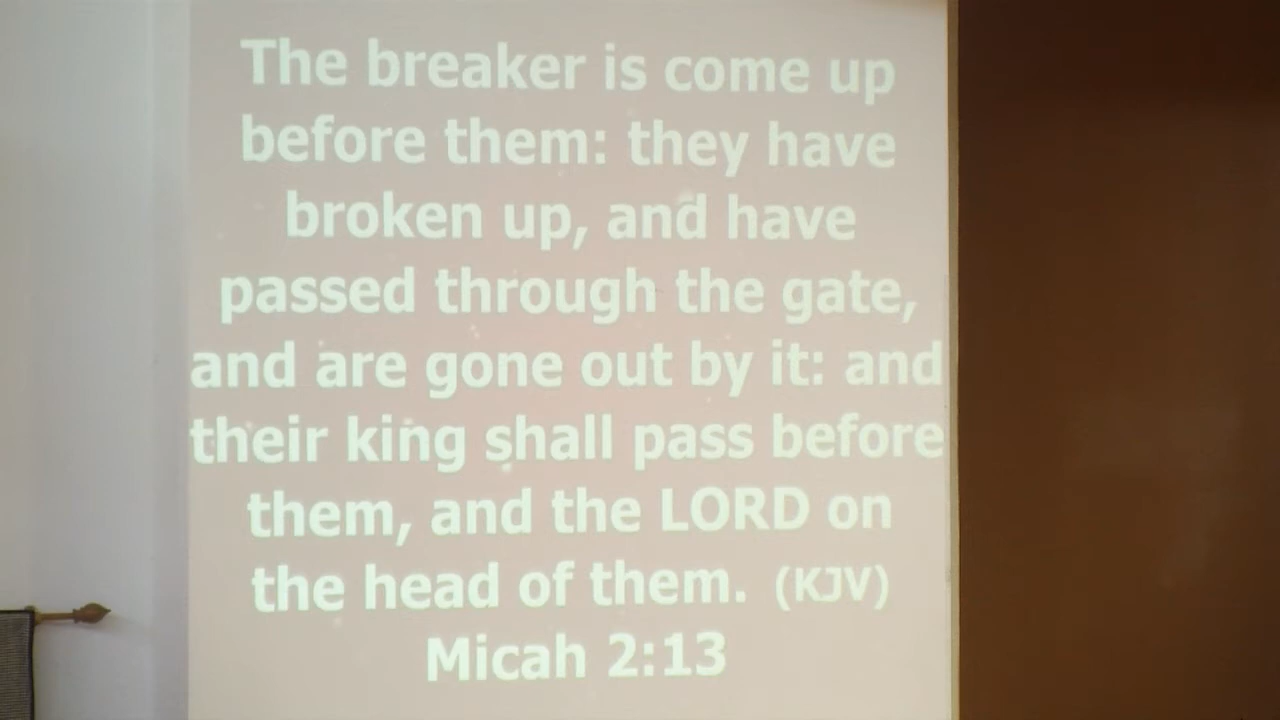 The breaker is come up
before them: they have
broken up, and have
passed through the gate,
and are gone out by it: and
their king shall pass before
them, and the LORD on
the head of them. (KJV)
Micah 2:13